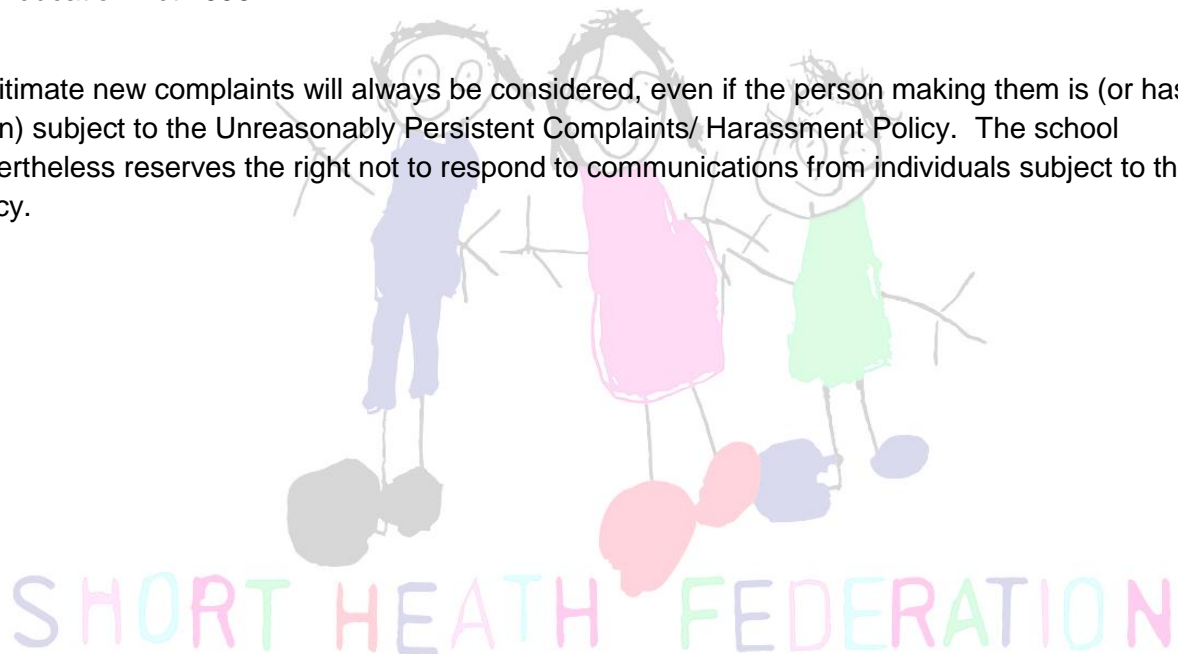 itimate new complaints will always be considered, even if the person making them is (or has
n) subject to the Unreasonably Persistent Complaints/ Harassment Policy.  The school
ertheless reserves the right not to respond to communications from individuals subject to th
cy.
SHORT HEATH FEDERATION